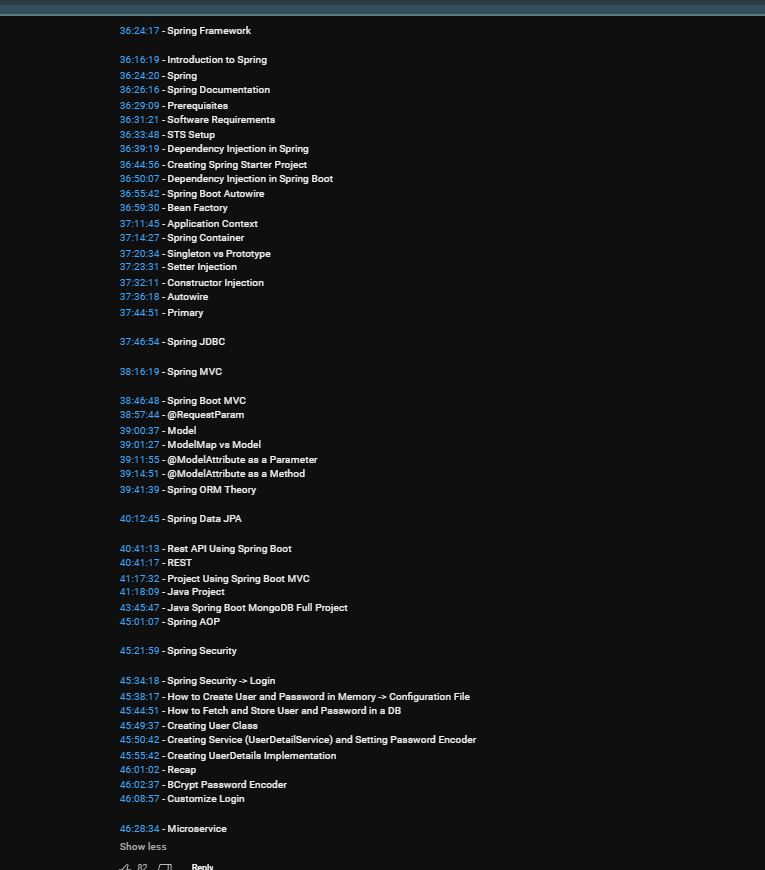 36:24:17 - Spring Framework
36:16:19 - Introduction to Spring
36:24:20 - Spring
36:26:16 - Spring Documentation
36:29:09 - Prerequisites
36:31:21 - Software Requirements
36:33:48 - STS Setup
36:39:19 - Dependency Injection in Spring
36:44:56 - Creating Spring Starter Project
36:50:07 - Dependency Injection in Spring Boot
36:55:42 - Spring Boot Autowire
36:59:30 - Bean Factory
37:11:45 - Application Context
37:14:27 - Spring Container
37:20:34 - Singleton vs Prototype
37:23:31 - Setter Injection
37:32:11 - Constructor Injection
37:36:18 - Autowire
37:44:51 - Primary
37:46:54 - Spring JDBC
38:16:19 - Spring MVC
38:46:48 - Spring Boot MVC
38:57:44 - @RequestParam
39:00:37 - Model
39:01:27 - ModelMap vs Model
39:11:55 - @ModelAttribute as a Parameter
39:14:51 - @ModelAttribute as a Method
39:41:39 - Spring ORM Theory
40:12:45 - Spring Data JPA
40:41:13 - Rest API Using Spring Boot
40:41:17 - REST
41:17:32 - Project Using Spring Boot MVC
41:18:09 - Java Project
43:45:47 - Java Spring Boot MongoDB Full Project
45:01:07 - Spring AOP
45:21:59 - Spring Security
45:34:18 - Spring Security -> Login
45:38:17 - How to Create User and Password in Memory -> Configuration File
45:44:51 - How to Fetch and Store User and Password in a DB
45:49:37 - Creating User Class
45:50:42 - Creating Service (UserDetailService) and Setting Password Encoder
45:55:42 - Creating UserDetails Implementation
46:01:02 - Recap
46:02:37 - BCrypt Password Encoder
46:08:57 - Customize Login
46:28:34 - Microservice
Show less
82 Reply